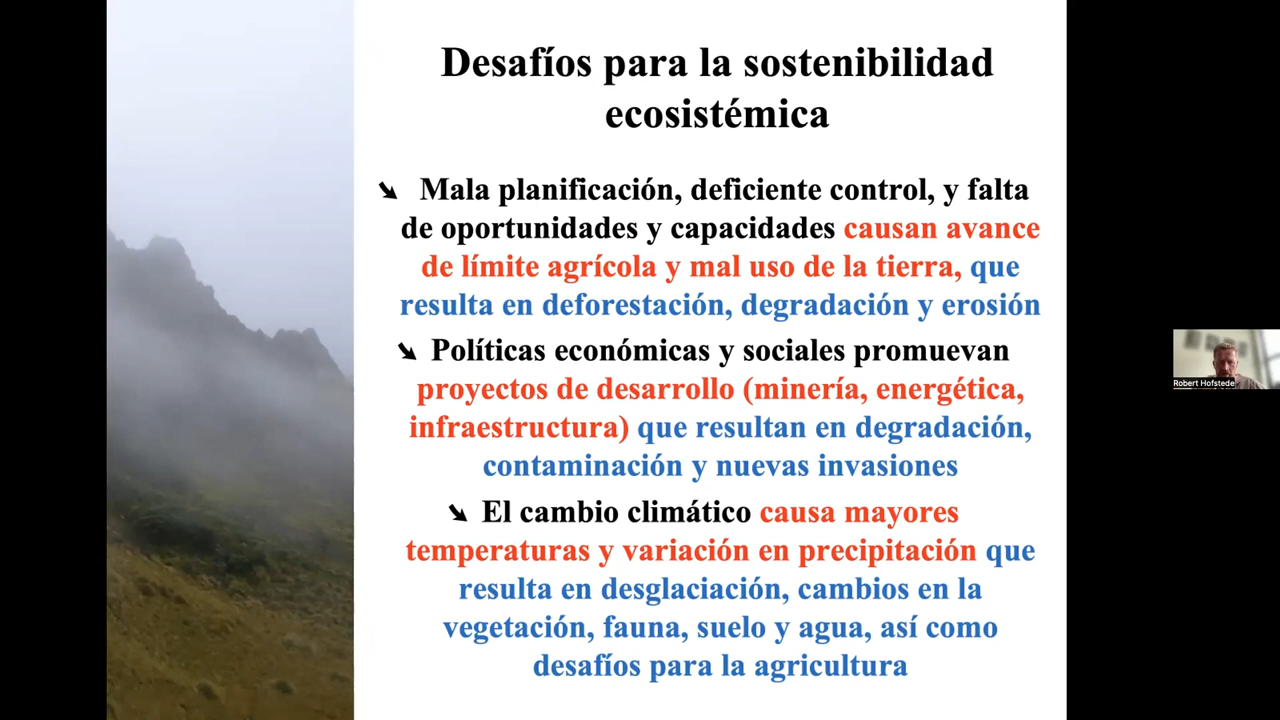 Desafíos para la sostenibilidad
ecosistémica
Mala planificación, deficiente control, y falta
de oportunidades y capacidades causan avance
de límite agrícola y mal uso de la tierra, que
resulta en deforestación, degradación y erosión
Políticas económicas y sociales promuevan
proyectos de desarrollo (minería, energética,
infraestructura) que resultan en degradación,
contaminación y nuevas invasiones
El cambio climático causa mayores
temperaturas y variación en precipitación que
resulta en desglaciación, cambios en la
vegetación, fauna, suelo y agua, así como
desafíos para la agricultura
Robert Hofstede